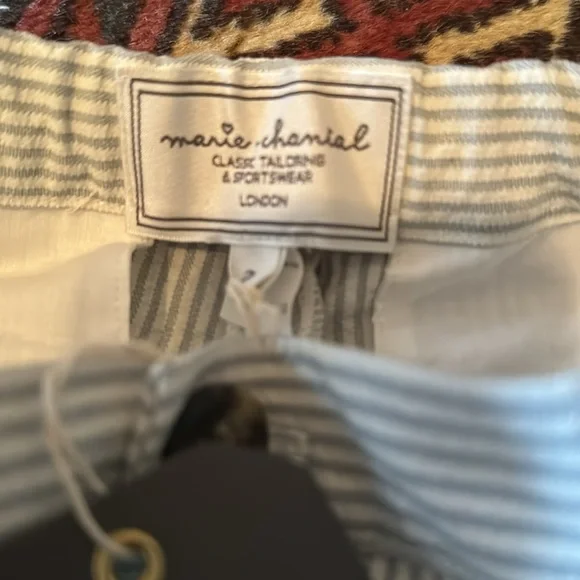 marie chantal
CLASSIC TAILORING
& SPORTSWEAR
LONDON